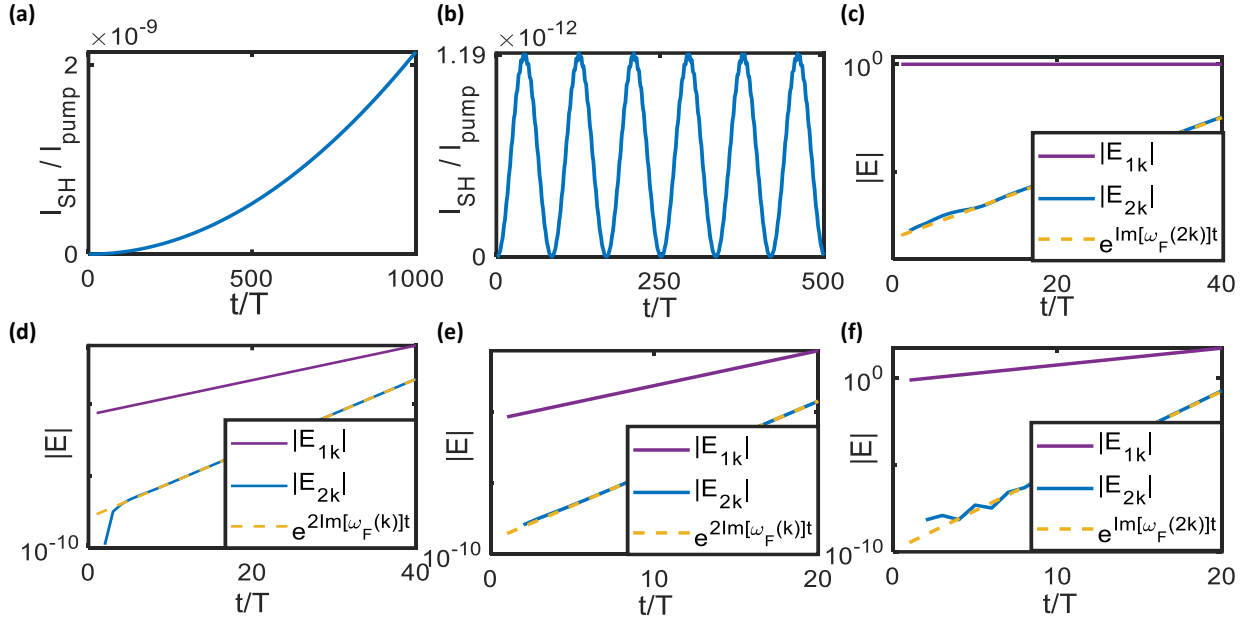 (a)
×10⁻⁹
2
0
I_SH / I_pump
0
500
1000
t/T
(b)
×10⁻¹²
1.19
0
I_SH / I_pump
0
250
500
t/T
(c)
10⁰
|E|
|E_1k|
|E_2k|
e^{Im[ω_F(2k)]t}
20
40
t/T
(d)
|E|
10⁻¹⁰
|E_1k|
|E_2k|
e^{2Im[ω_F(k)]t}
0
20
40
t/T
(e)
|E|
10⁻¹⁰
|E_1k|
|E_2k|
e^{2Im[ω_F(k)]t}
0
10
20
t/T
(f)
10⁰
|E|
10⁻¹⁰
|E_1k|
|E_2k|
e^{Im[ω_F(2k)]t}
0
10
20
t/T